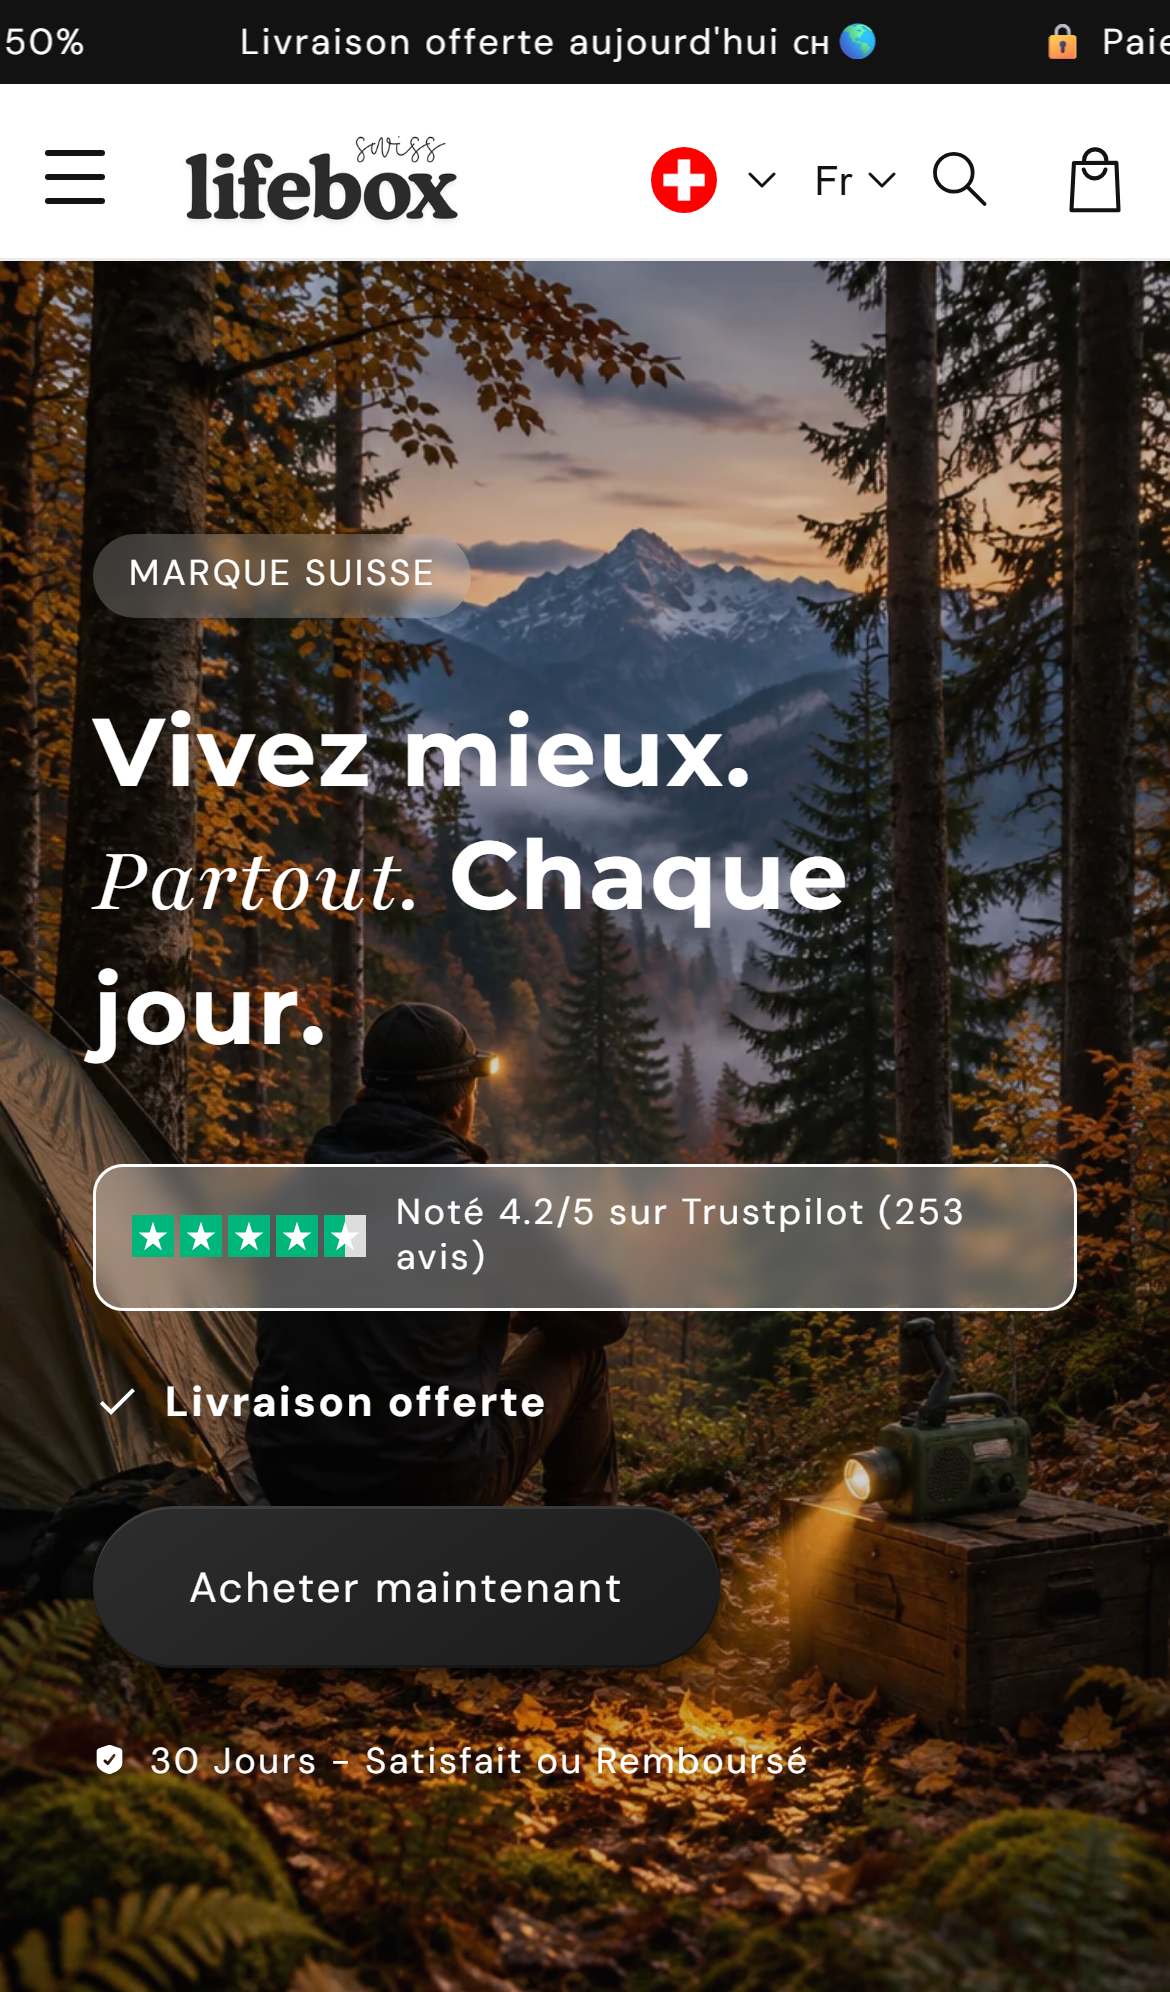 50%
Livraison offerte aujourd'hui CH 🌎
🔒 Paie
swiss
lifebox
Fr
MARQUE SUISSE
Vivez mieux.
Partout. Chaque
jour.
Noté 4.2/5 sur Trustpilot (253
avis)
Livraison offerte
Acheter maintenant
30 Jours - Satisfait ou Remboursé